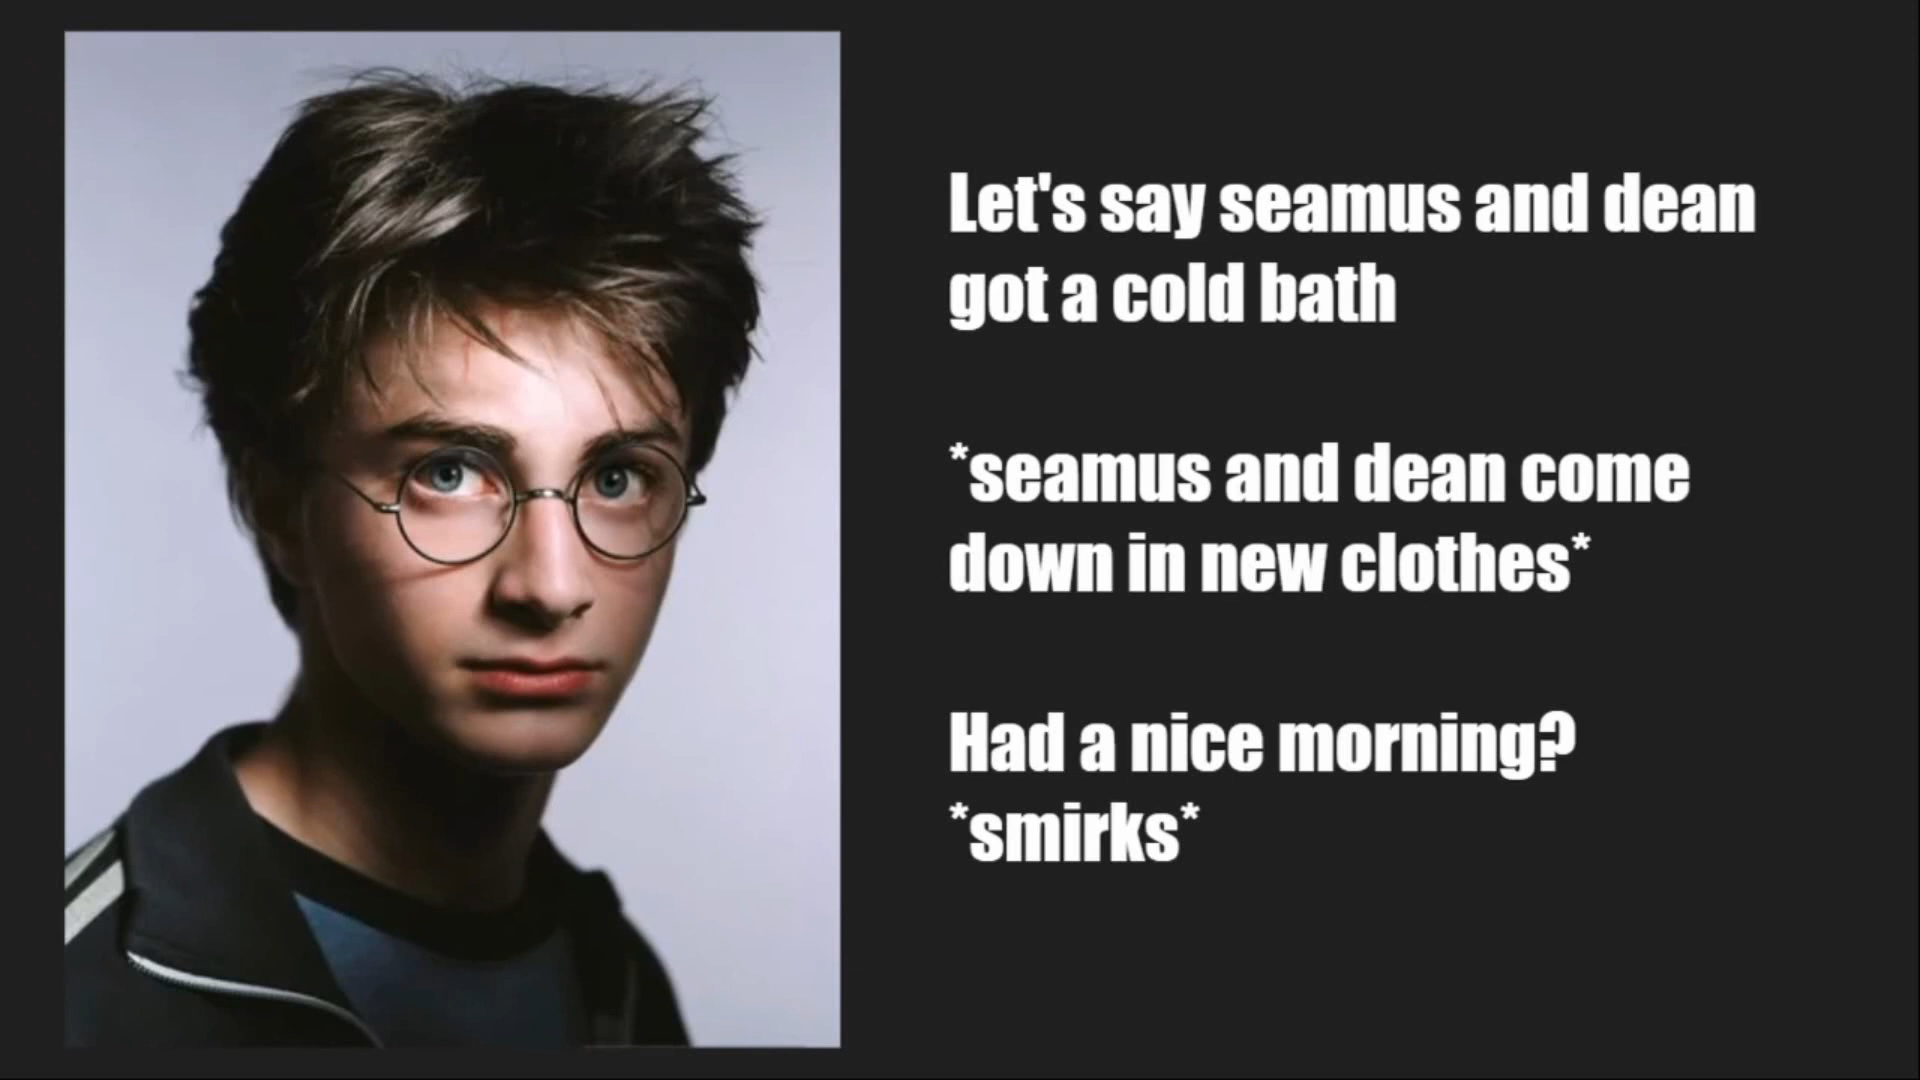 Let's say seamus and dean
got a cold bath
*seamus and dean come
down in new clothes*
Had a nice morning?
*smirks*